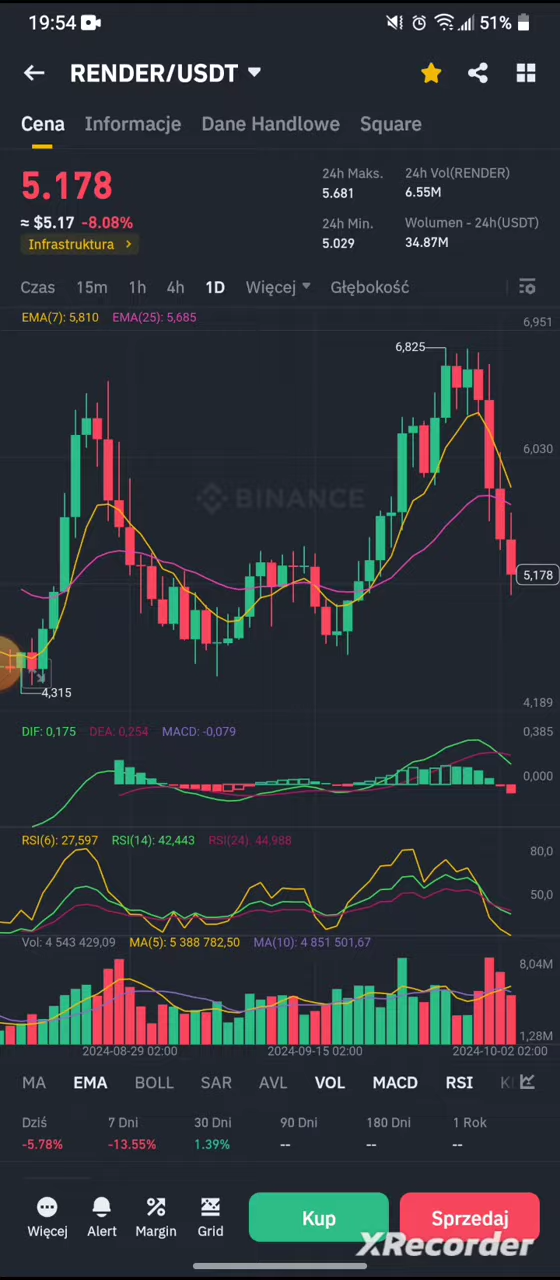 19:54 51%
RENDER/USDT
Cena Informacje Dane Handlowe Square
5.178
≈ $5.17 -8.08%
Infrastruktura >
24h Maks. 24h Vol(RENDER)
5.681 6.55M
24h Min. Wolumen - 24h(USDT)
5.029 34.87M
Czas 15m 1h 4h 1D Więcej Głębokość
EMA(7): 5,810 EMA(25): 5,685
6,951
6,825
6,030
BINANCE
5,178
4,315
4,189
DIF: 0,175 DEA: 0,254 MACD: -0,079
0,385
0,000
RSI(6): 27,597 RSI(14): 42,443 RSI(24): 44,988
80,0
50,0
Vol: 4 543 429,09 MA(5): 5 388 782,50 MA(10): 4 851 501,67
8,04M
1,28M
2024-08-29 02:00 2024-09-15 02:00 2024-10-02 02:00
MA EMA BOLL SAR AVL VOL MACD RSI
Dziś 7 Dni 30 Dni 90 Dni 180 Dni 1 Rok
-5.78% -13.55% 1.39% -- -- --
Więcej Alert Margin Grid Kup Sprzedaj
XRecorder